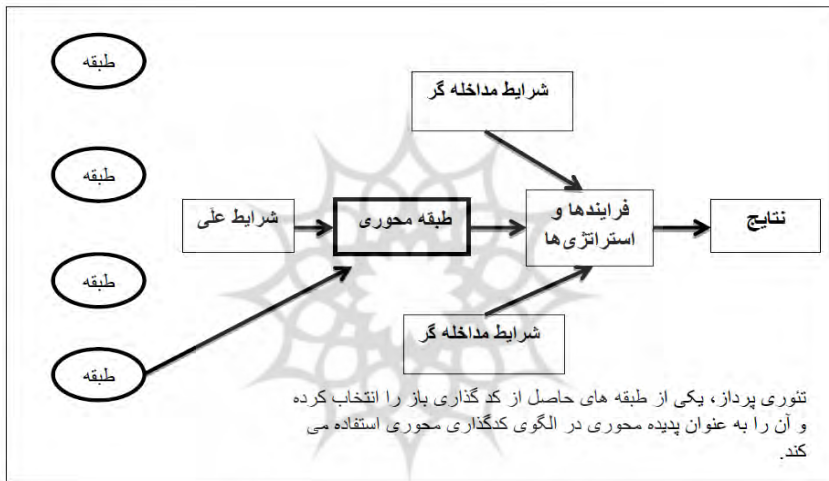 طبقه
طبقه
طبقه
طبقه
شرایط مداخله گر
شرایط علّی
طبقه محوری
فرایندها و
استراتژی‌ها
نتایج
شرایط مداخله گر
تئوری پرداز، یکی از طبقه های حاصل از کد گذاری باز را انتخاب کرده
و آن را به عنوان پدیده محوری در الگوی کدگذاری محوری استفاده می
کند.